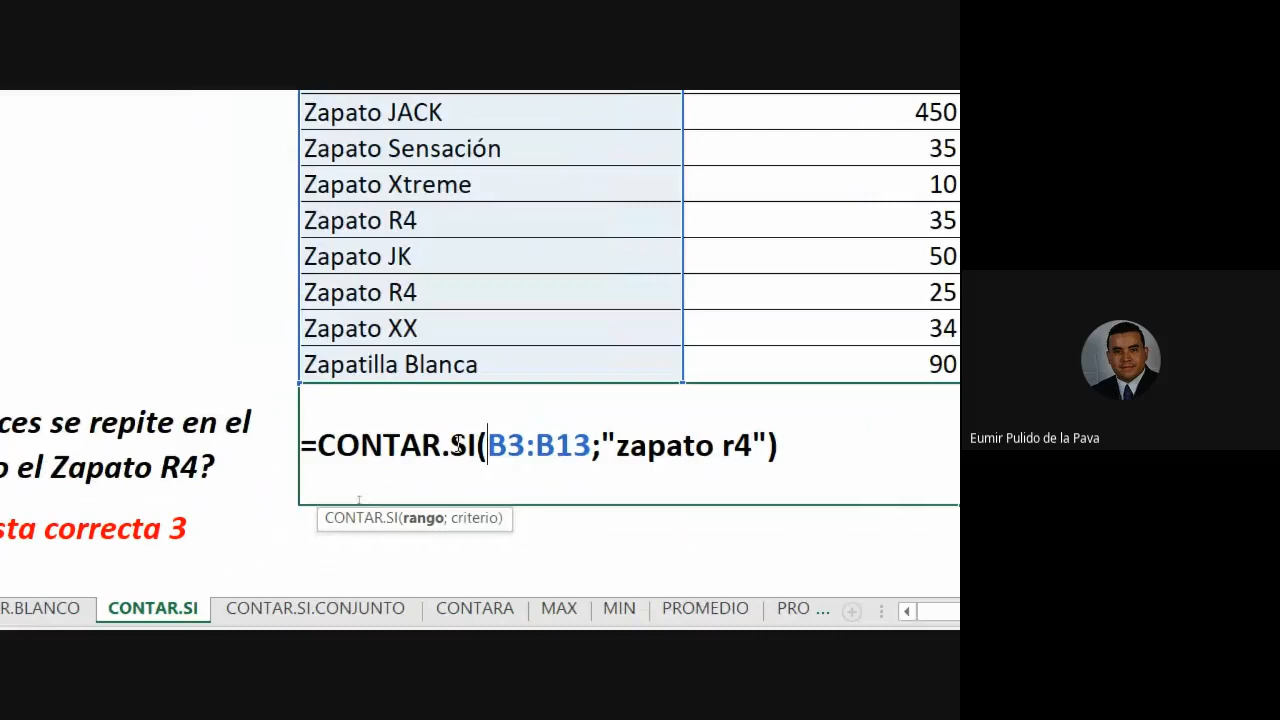 Zapato JACK 450
Zapato Sensación 35
Zapato Xtreme 10
Zapato R4 35
Zapato JK 50
Zapato R4 25
Zapato XX 34
Zapatilla Blanca 90
ces se repite en el
o el Zapato R4?
sta correcta 3
=CONTAR.SI(B3:B13;"zapato r4")
CONTAR.SI(rango; criterio)
R.BLANCO CONTAR.SI CONTAR.SI.CONJUNTO CONTARA MAX MIN PROMEDIO PRO ...
Eumir Pulido de la Pava